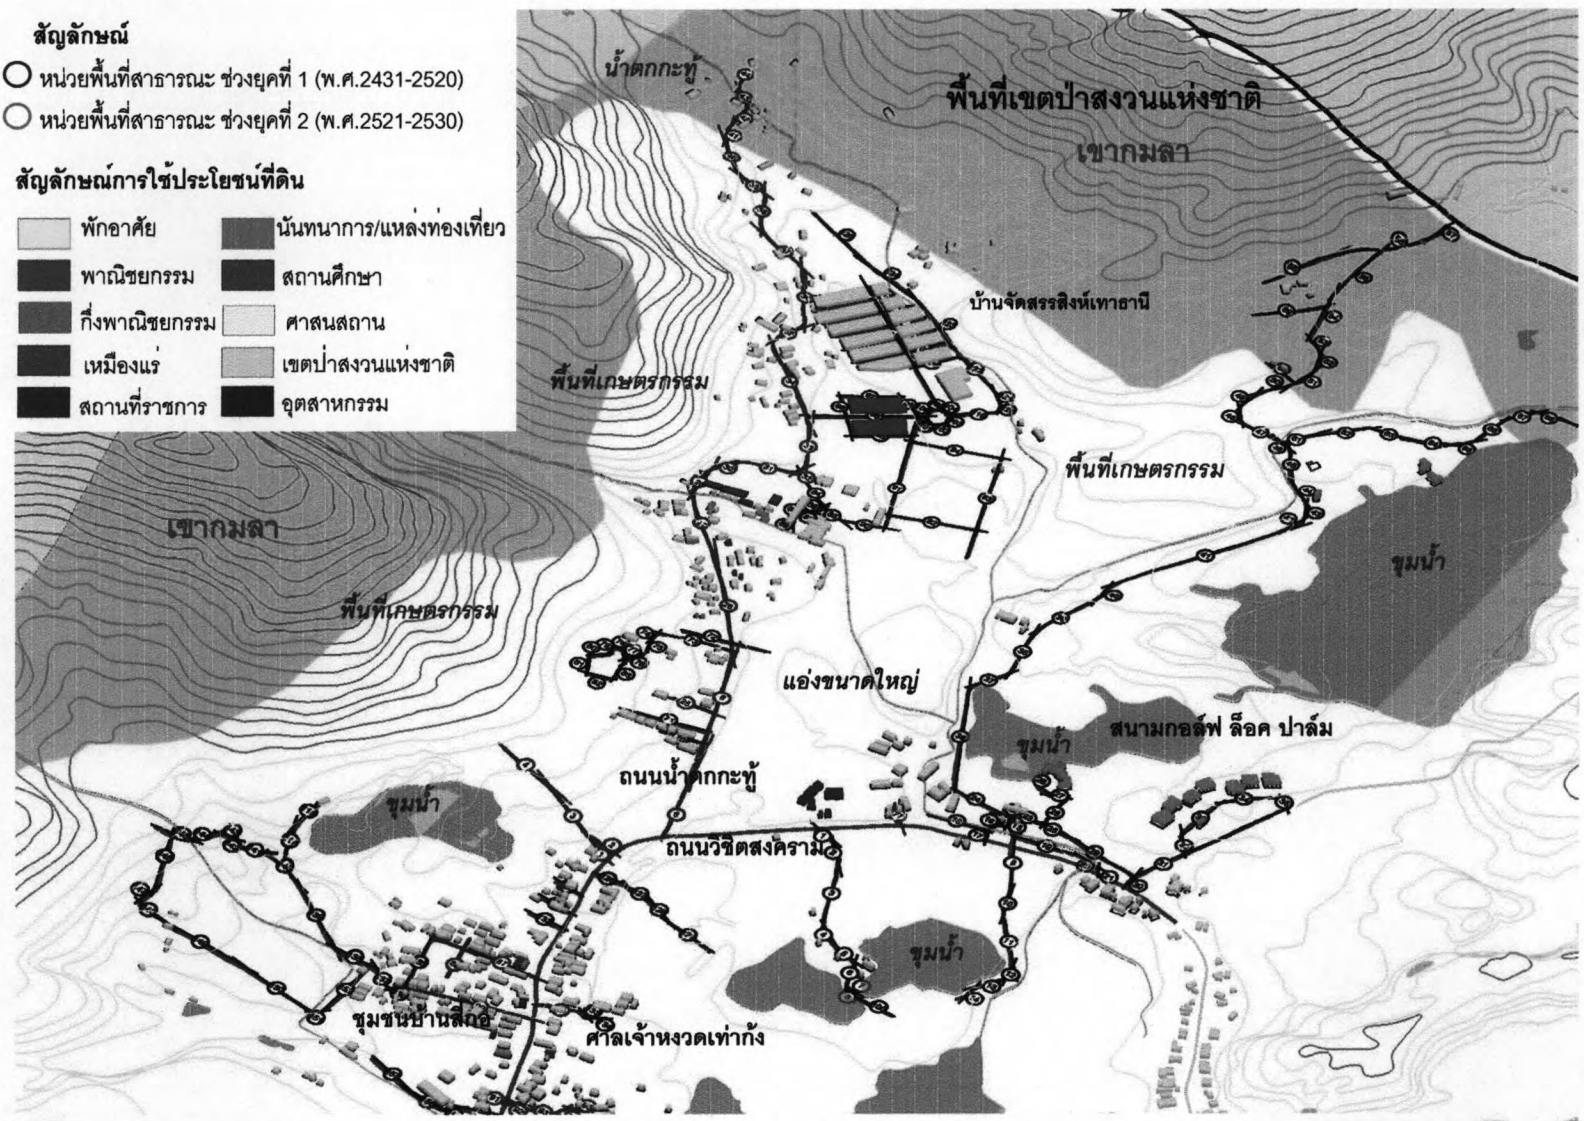 สัญลักษณ์
หน่วยพื้นที่สาธารณะ ช่วงยุคที่ 1 (พ.ศ.2431-2520)
หน่วยพื้นที่สาธารณะ ช่วงยุคที่ 2 (พ.ศ.2521-2530)
สัญลักษณ์การใช้ประโยชน์ที่ดิน
พักอาศัย
นันทนาการ/แหล่งท่องเที่ยว
พาณิชยกรรม
สถานศึกษา
กึ่งพาณิชยกรรม
ศาสนสถาน
เหมืองแร่
เขตป่าสงวนแห่งชาติ
สถานที่ราชการ
อุตสาหกรรม
น้ำตกกะทู้
พื้นที่เขตป่าสงวนแห่งชาติ
เขากมลา
บ้านจัดสรรสิงห์เทาธานี
พื้นที่เกษตรกรรม
พื้นที่เกษตรกรรม
เขากมลา
ขุมน้ำ
พื้นที่เกษตรกรรม
แอ่งขนาดใหญ่
สนามกอล์ฟ ล็อค ปาล์ม
ขุมน้ำ
ถนนน้ำตกกะทู้
ขุมน้ำ
ถนนวิชิตสงคราม
ขุมน้ำ
ชุมชนบ้านสี่กอ
ศาลเจ้าหงวดเท่าก้ง